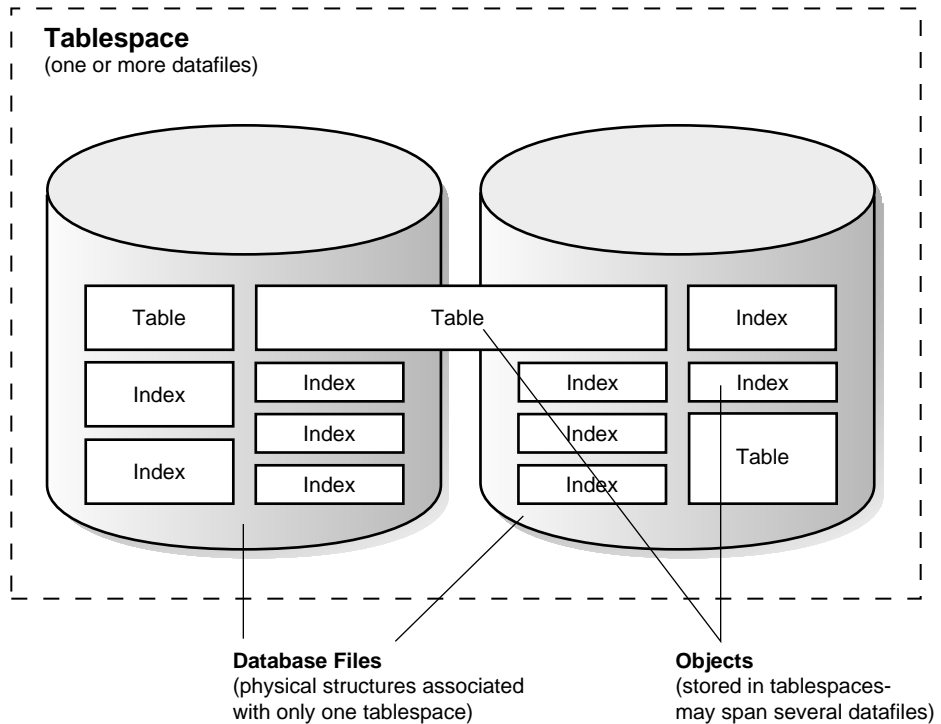 Tablespace
(one or more datafiles)
Table
Table
Index
Index
Index
Index
Index
Index
Index
Index
Table
Index
Index
Index
Database Files
(physical structures associated
with only one tablespace)
Objects
(stored in tablespaces-
may span several datafiles)